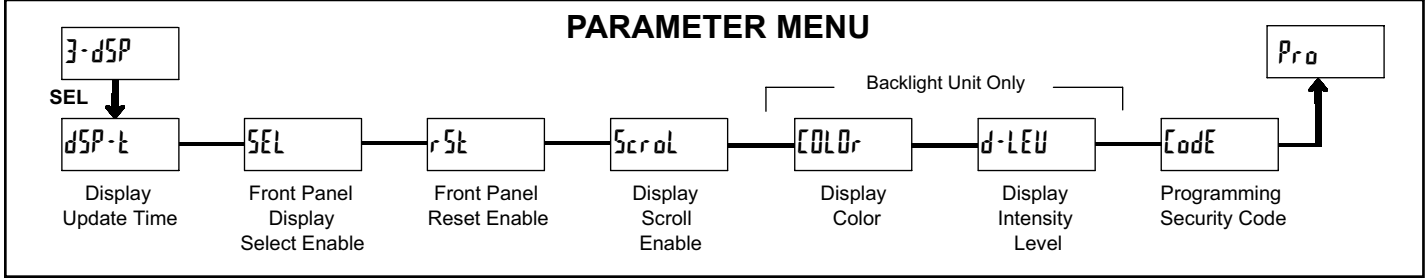 PARAMETER MENU
3-dSP
Pro
SEL
Backlight Unit Only
dSP-t
SEL
rSt
ScroL
COLOr
d-LEV
CodE
Display
Update Time
Front Panel
Display
Select Enable
Front Panel
Reset Enable
Display
Scroll
Enable
Display
Color
Display
Intensity
Level
Programming
Security Code